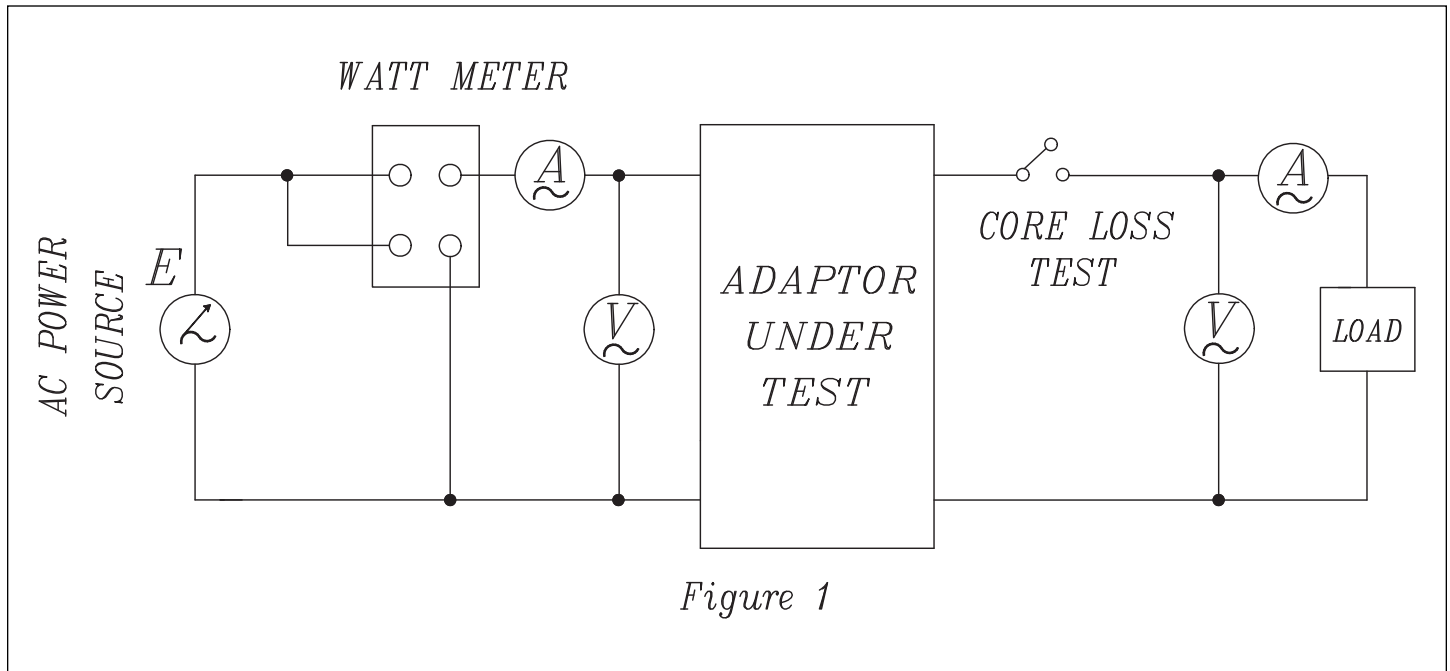 WATT METER
AC POWER
SOURCE
E
A
V
ADAPTOR
UNDER
TEST
CORE LOSS
TEST
A
V
LOAD
Figure 1